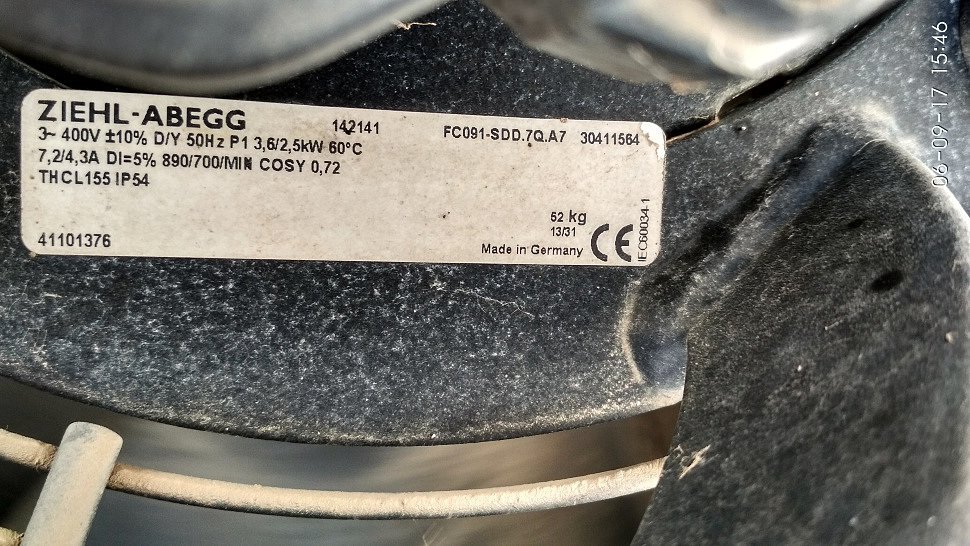 ZIEHL-ABEGG 142141 FC091-SDD.7Q.A7 30411564
3~ 400V ±10% D/Y 50Hz P1 3,6/2,5kW 60°C
7,2/4,3A DI=5% 890/700/MIN COSY 0,72
THCL155 IP54
52 kg
13/31
41101376 Made in Germany CE
IEC60034-1
06-09-17 15:46